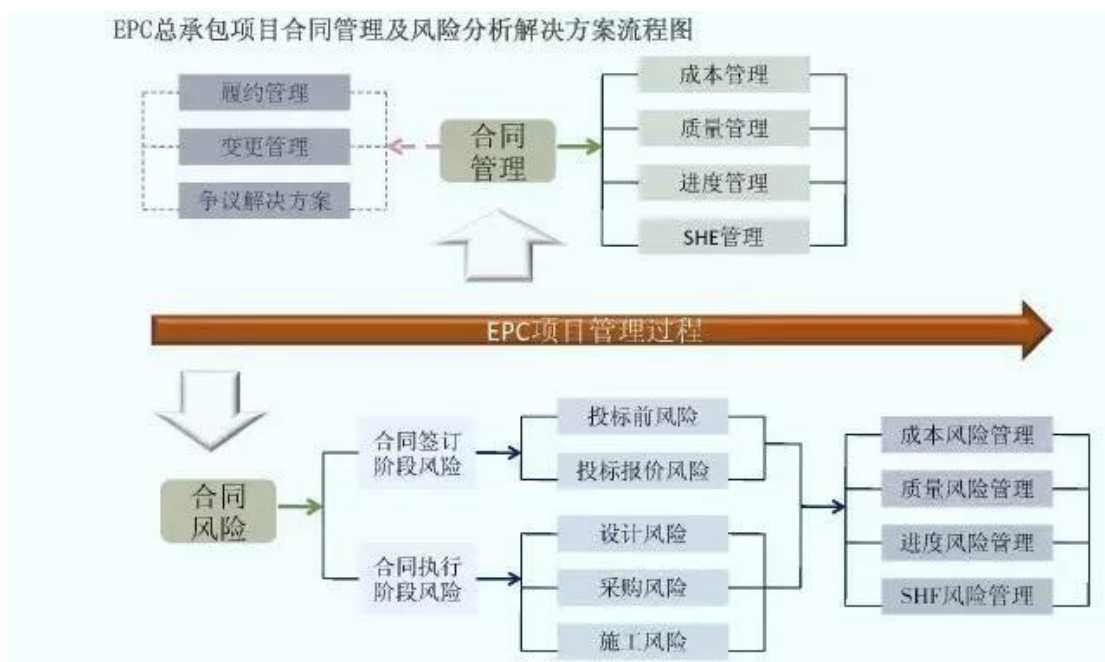 EPC总承包项目合同管理及风险分析解决方案流程图
履约管理
变更管理
争议解决方案
合同
管理
成本管理
质量管理
进度管理
SHE管理
EPC项目管理过程
合同
风险
合同签订
阶段风险
合同执行
阶段风险
投标前风险
投标报价风险
设计风险
采购风险
施工风险
成本风险管理
质量风险管理
进度风险管理
SHF风险管理